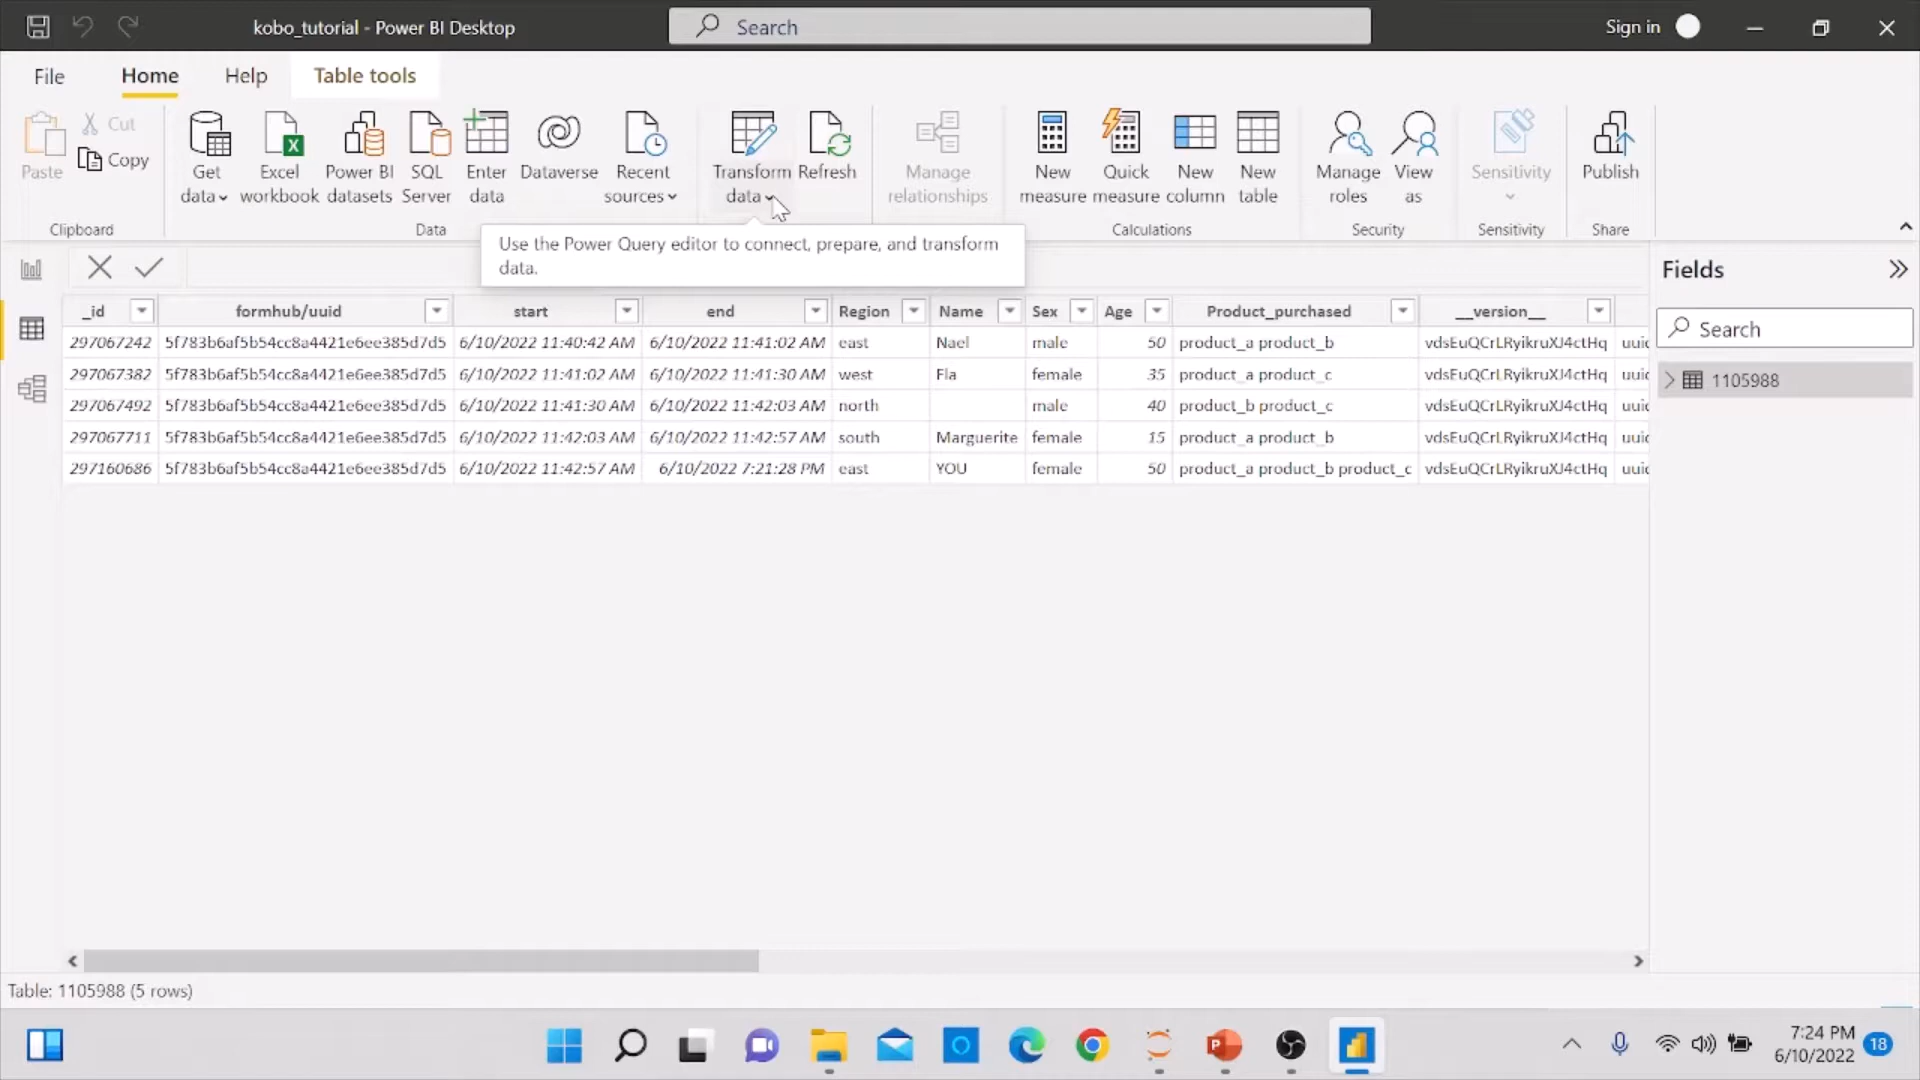 kobo_tutorial - Power BI Desktop
Search
Sign in
File
Home
Help
Table tools
Paste
Cut
Copy
Clipboard
Get data
Excel workbook
Power BI datasets
SQL Server
Enter data
Dataverse
Recent sources
Data
Transform data
Refresh
Manage relationships
New measure
Quick measure
New column
New table
Calculations
Manage roles
View as
Security
Sensitivity
Sensitivity
Publish
Share
Use the Power Query editor to connect, prepare, and transform
data.
_id formhub/uuid start end Region Name Sex Age Product_purchased __version__
297067242 5f783b6af5b54cc8a4421e6ee385d7d5 6/10/2022 11:40:42 AM 6/10/2022 11:41:02 AM east Nael male 50 product_a product_b vdsEuQCrLRyikruXJ4ctHq uuid
297067382 5f783b6af5b54cc8a4421e6ee385d7d5 6/10/2022 11:41:02 AM 6/10/2022 11:41:30 AM west Fla female 35 product_a product_c vdsEuQCrLRyikruXJ4ctHq uuid
297067492 5f783b6af5b54cc8a4421e6ee385d7d5 6/10/2022 11:41:30 AM 6/10/2022 11:42:03 AM north male 40 product_b product_c vdsEuQCrLRyikruXJ4ctHq uuid
297067711 5f783b6af5b54cc8a4421e6ee385d7d5 6/10/2022 11:42:03 AM 6/10/2022 11:42:57 AM south Marguerite female 15 product_a product_b vdsEuQCrLRyikruXJ4ctHq uuid
297160686 5f783b6af5b54cc8a4421e6ee385d7d5 6/10/2022 11:42:57 AM 6/10/2022 7:21:28 PM east YOU female 50 product_a product_b product_c vdsEuQCrLRyikruXJ4ctHq uuid
Fields
Search
1105988
Table: 1105988 (5 rows)
7:24 PM
6/10/2022
18